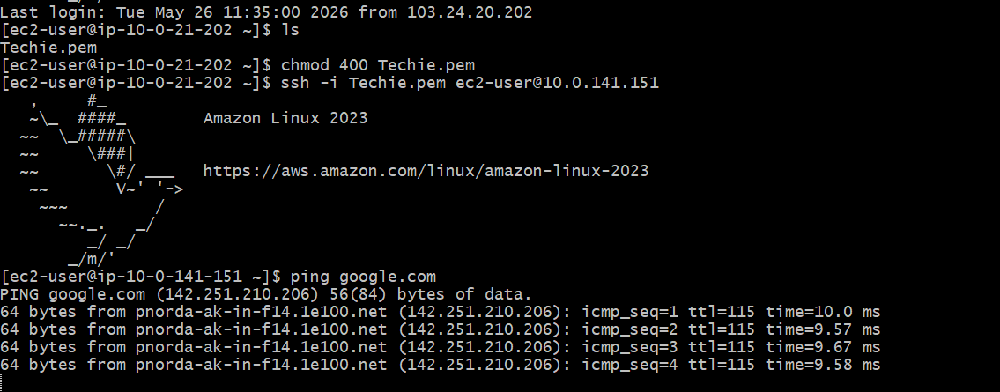 Last login: Tue May 26 11:35:00 2026 from 103.24.20.202
[ec2-user@ip-10-0-21-202 ~]$ ls
Techie.pem
[ec2-user@ip-10-0-21-202 ~]$ chmod 400 Techie.pem
[ec2-user@ip-10-0-21-202 ~]$ ssh -i Techie.pem ec2-user@10.0.141.151
   ,     #_
   ~\_  ####_        Amazon Linux 2023
  ~~  \_#####\
  ~~     \###|
  ~~       \#/ ___   https://aws.amazon.com/linux/amazon-linux-2023
   ~~       V~' '->
    ~~~         /
      ~~._.   _/
         _/ _/
       _/m/'
[ec2-user@ip-10-0-141-151 ~]$ ping google.com
PING google.com (142.251.210.206) 56(84) bytes of data.
64 bytes from pnorda-ak-in-f14.1e100.net (142.251.210.206): icmp_seq=1 ttl=115 time=10.0 ms
64 bytes from pnorda-ak-in-f14.1e100.net (142.251.210.206): icmp_seq=2 ttl=115 time=9.57 ms
64 bytes from pnorda-ak-in-f14.1e100.net (142.251.210.206): icmp_seq=3 ttl=115 time=9.67 ms
64 bytes from pnorda-ak-in-f14.1e100.net (142.251.210.206): icmp_seq=4 ttl=115 time=9.58 ms